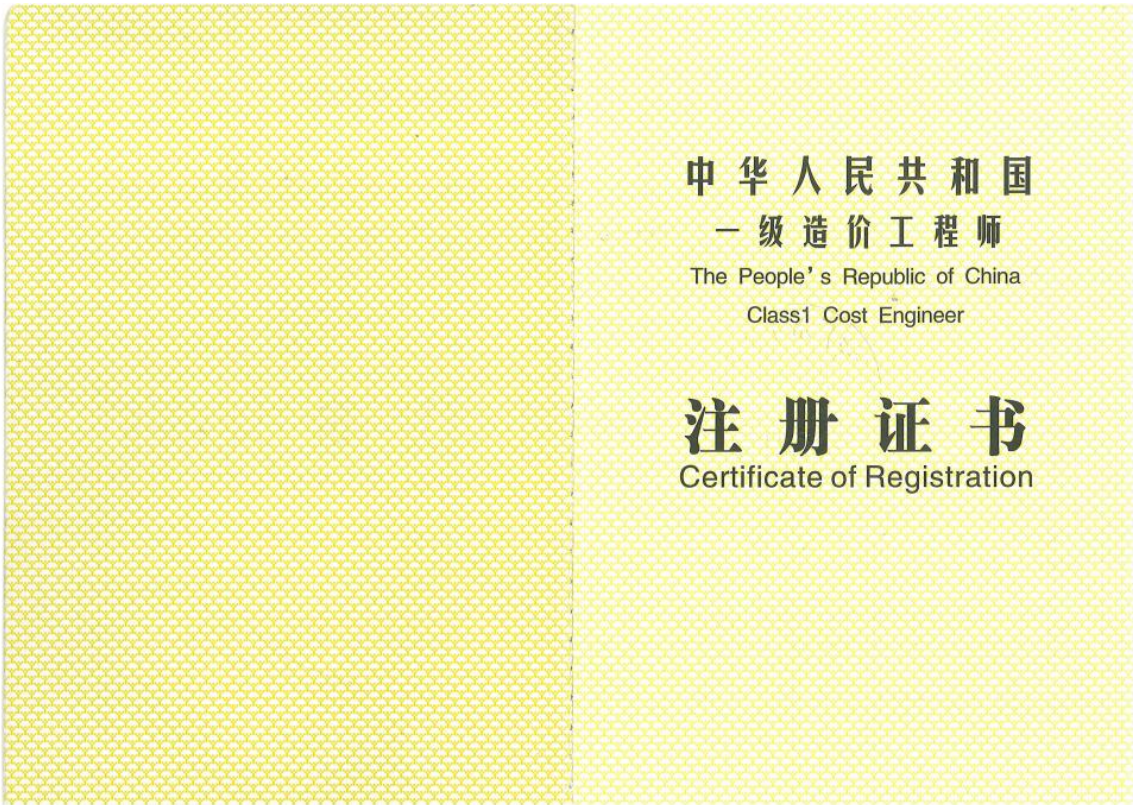 中华人民共和国
一级造价工程师
The People's Republic of China
Class1 Cost Engineer
注册证书
Certificate of Registration